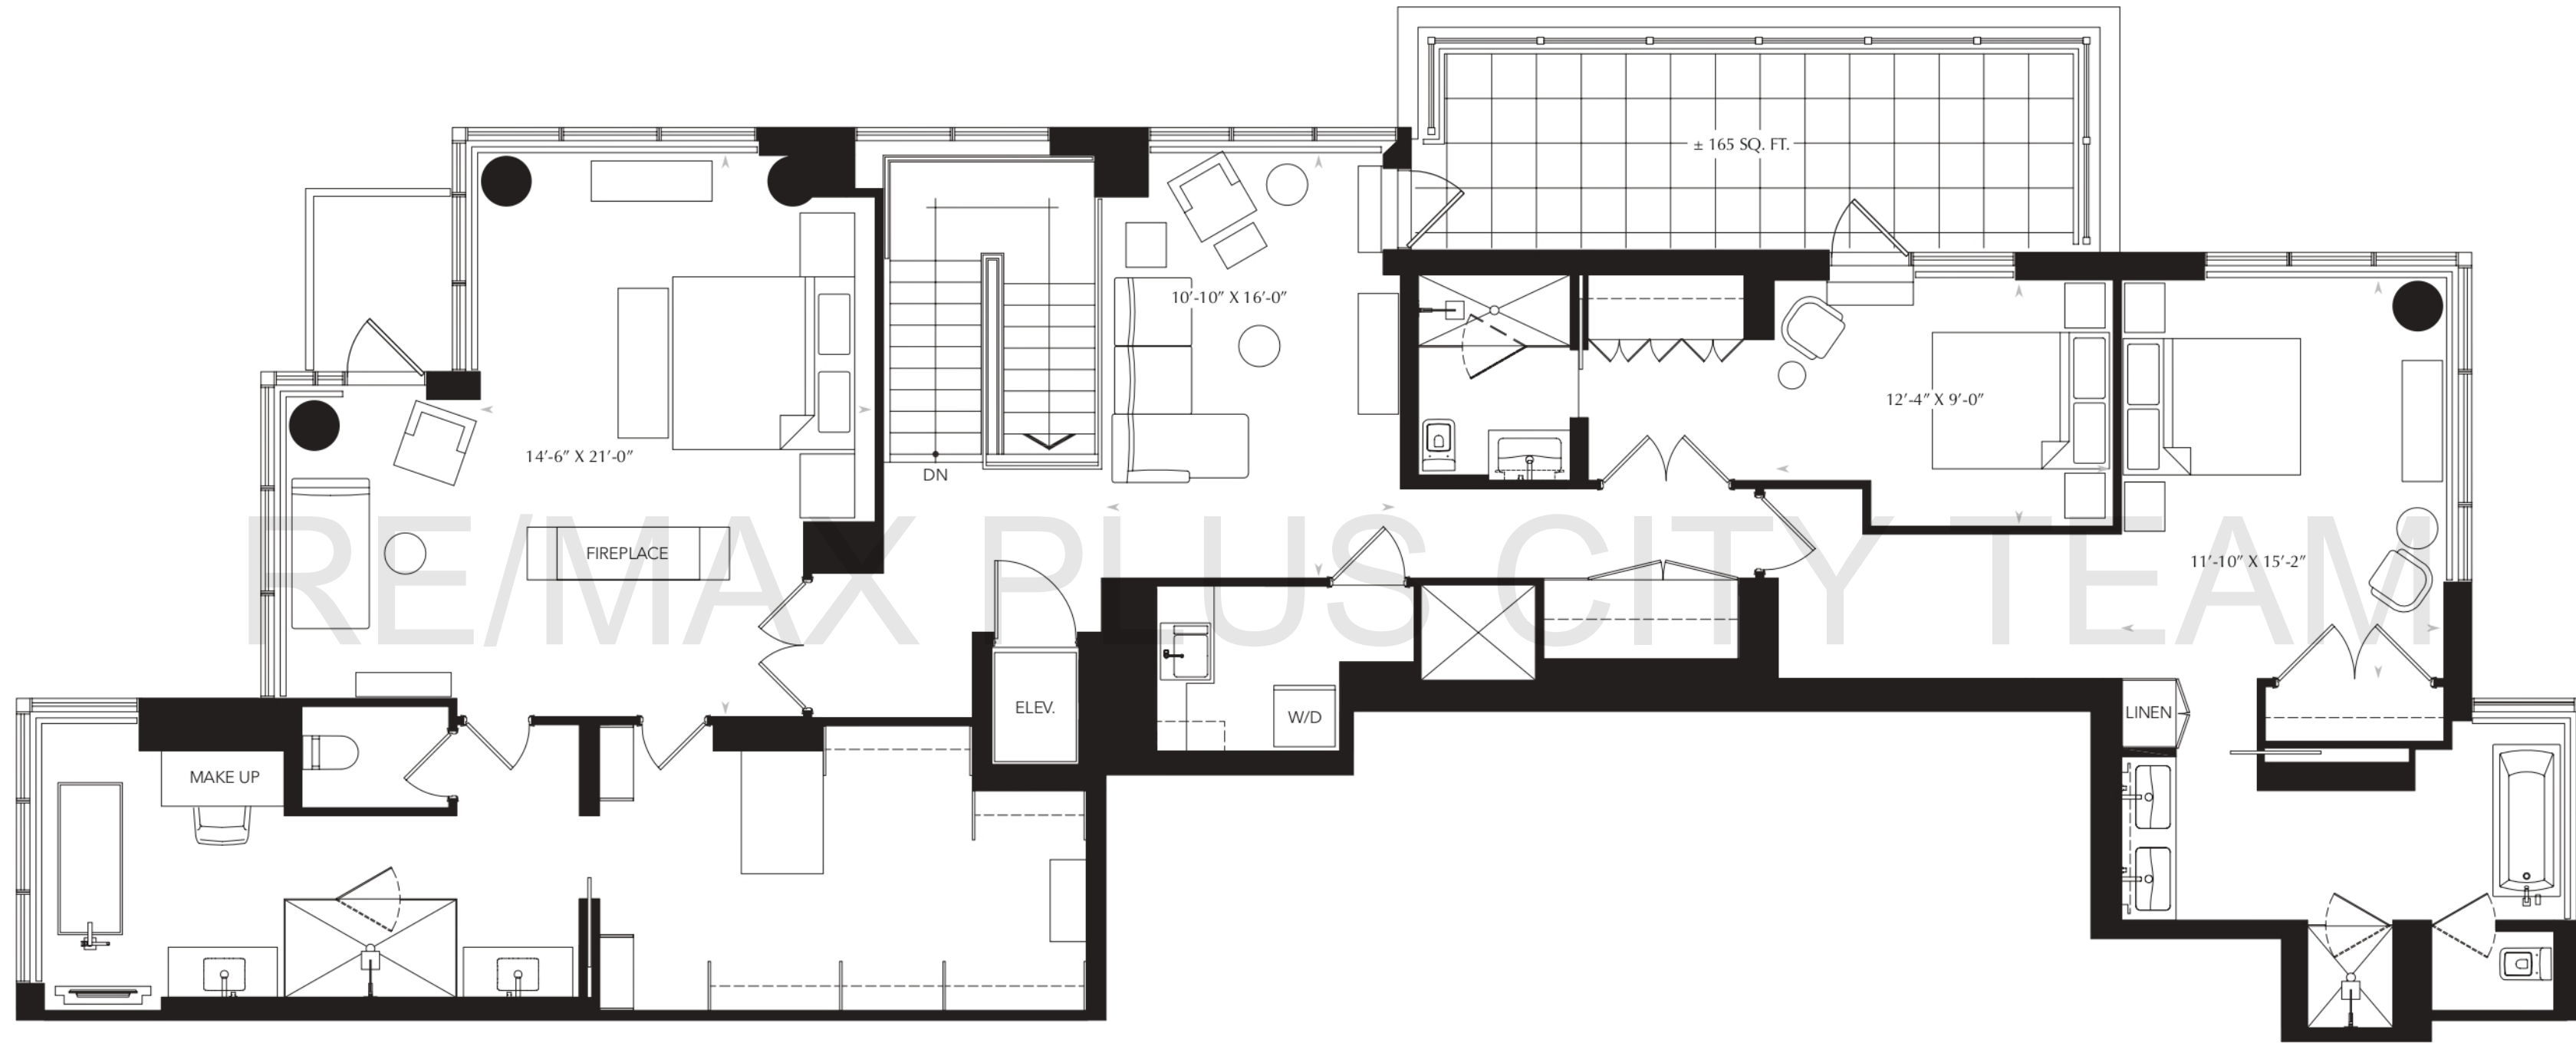 ± 165 SQ. FT.
10'-10" X 16'-0"
12'-4" X 9'-0"
14'-6" X 21'-0"
DN
FIREPLACE
11'-10" X 15'-2"
RE/MAX PLUS CITY TEAM
ELEV.
W/D
LINEN
MAKE UP